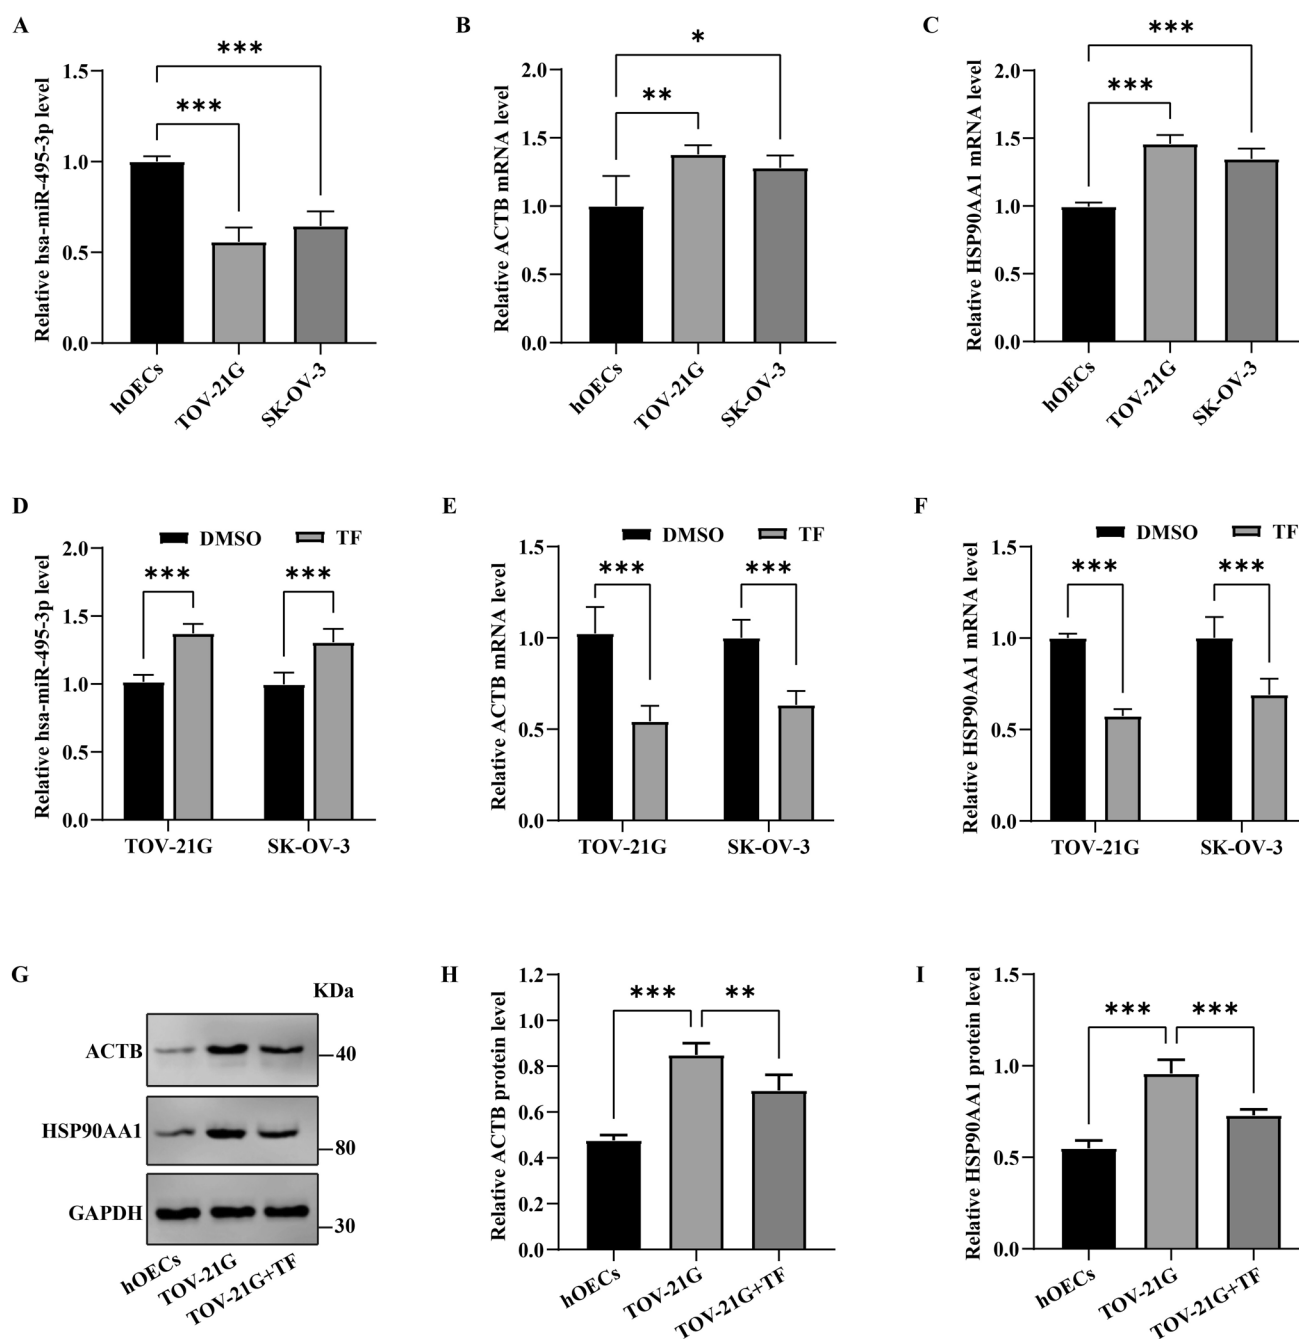 A
Relative hsa-miR-495-3p level
***
***
1.5
1.0
0.5
0.0
hOECs
TOV-21G
SK-OV-3
B
Relative ACTB mRNA level
*
**
2.0
1.5
1.0
0.5
0.0
hOECs
TOV-21G
SK-OV-3
C
Relative HSP90AA1 mRNA level
***
***
2.0
1.5
1.0
0.5
0.0
hOECs
TOV-21G
SK-OV-3
D
DMSO TF
Relative hsa-miR-495-3p level
*** ***
2.0
1.5
1.0
0.5
0.0
TOV-21G SK-OV-3
E
DMSO TF
Relative ACTB mRNA level
*** ***
1.5
1.0
0.5
0.0
TOV-21G SK-OV-3
F
DMSO TF
Relative HSP90AA1 mRNA level
*** ***
1.5
1.0
0.5
0.0
TOV-21G SK-OV-3
G
KDa
ACTB 40
HSP90AA1 80
GAPDH 30
hOECs
TOV-21G
TOV-21G+TF
H
Relative ACTB protein level
*** **
1.2
1.0
0.8
0.6
0.4
0.2
0.0
hOECs
TOV-21G
TOV-21G+TF
I
Relative HSP90AA1 protein level
*** ***
1.5
1.0
0.5
0.0
hOECs
TOV-21G
TOV-21G+TF